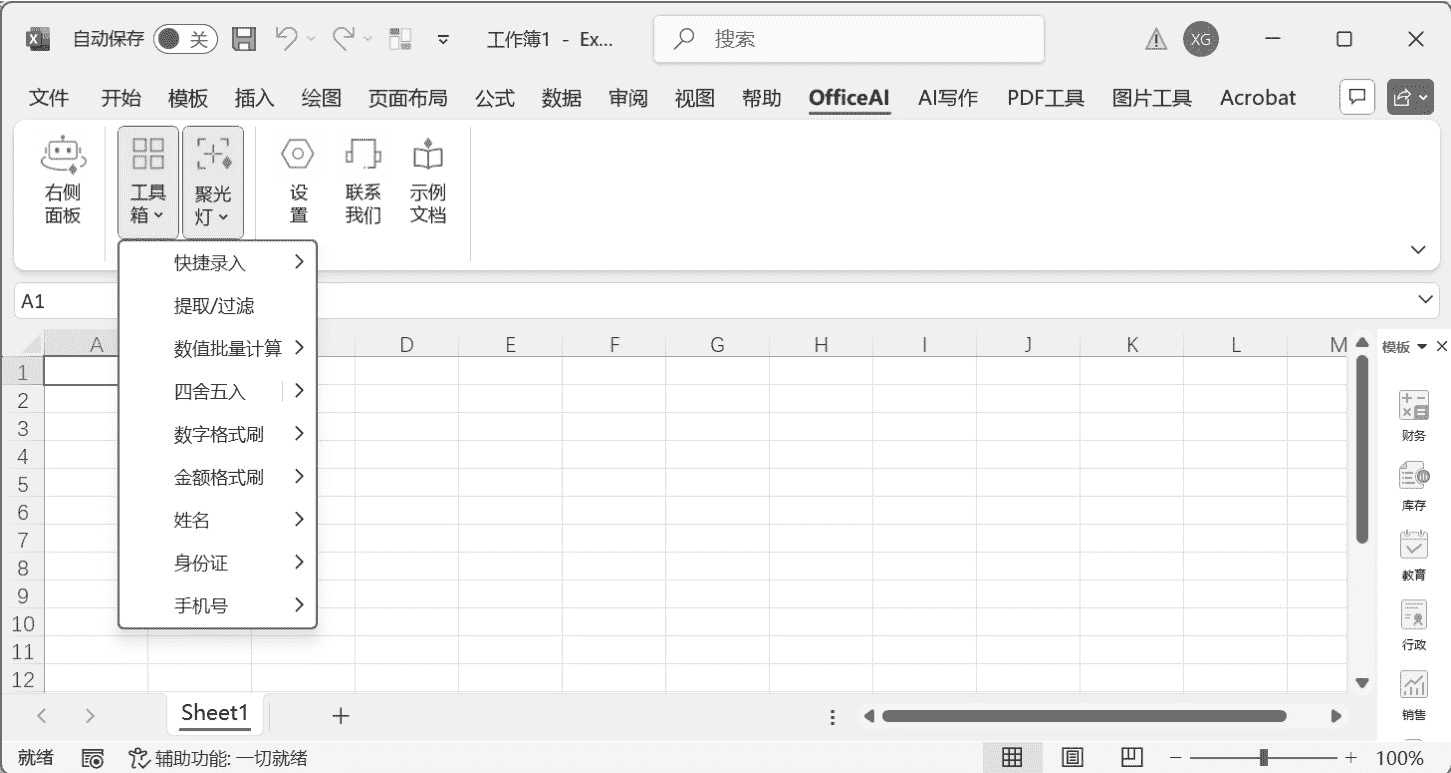 自动保存 关 工作簿1 - Ex... 搜索 XG
文件 开始 模板 插入 绘图 页面布局 公式 数据 审阅 视图 帮助 OfficeAI AI写作 PDF工具 图片工具 Acrobat
右侧
面板
工具
箱
聚光
灯
设
置
联系
我们
示例
文档
快捷录入
提取/过滤
数值批量计算
四舍五入
数字格式刷
金额格式刷
姓名
身份证
手机号
A1
A D E F G H I J K L M
1
2
3
4
5
6
7
8
9
10
11
12
模板
财务
库存
教育
行政
销售
Sheet1
就绪 辅助功能: 一切就绪 100%